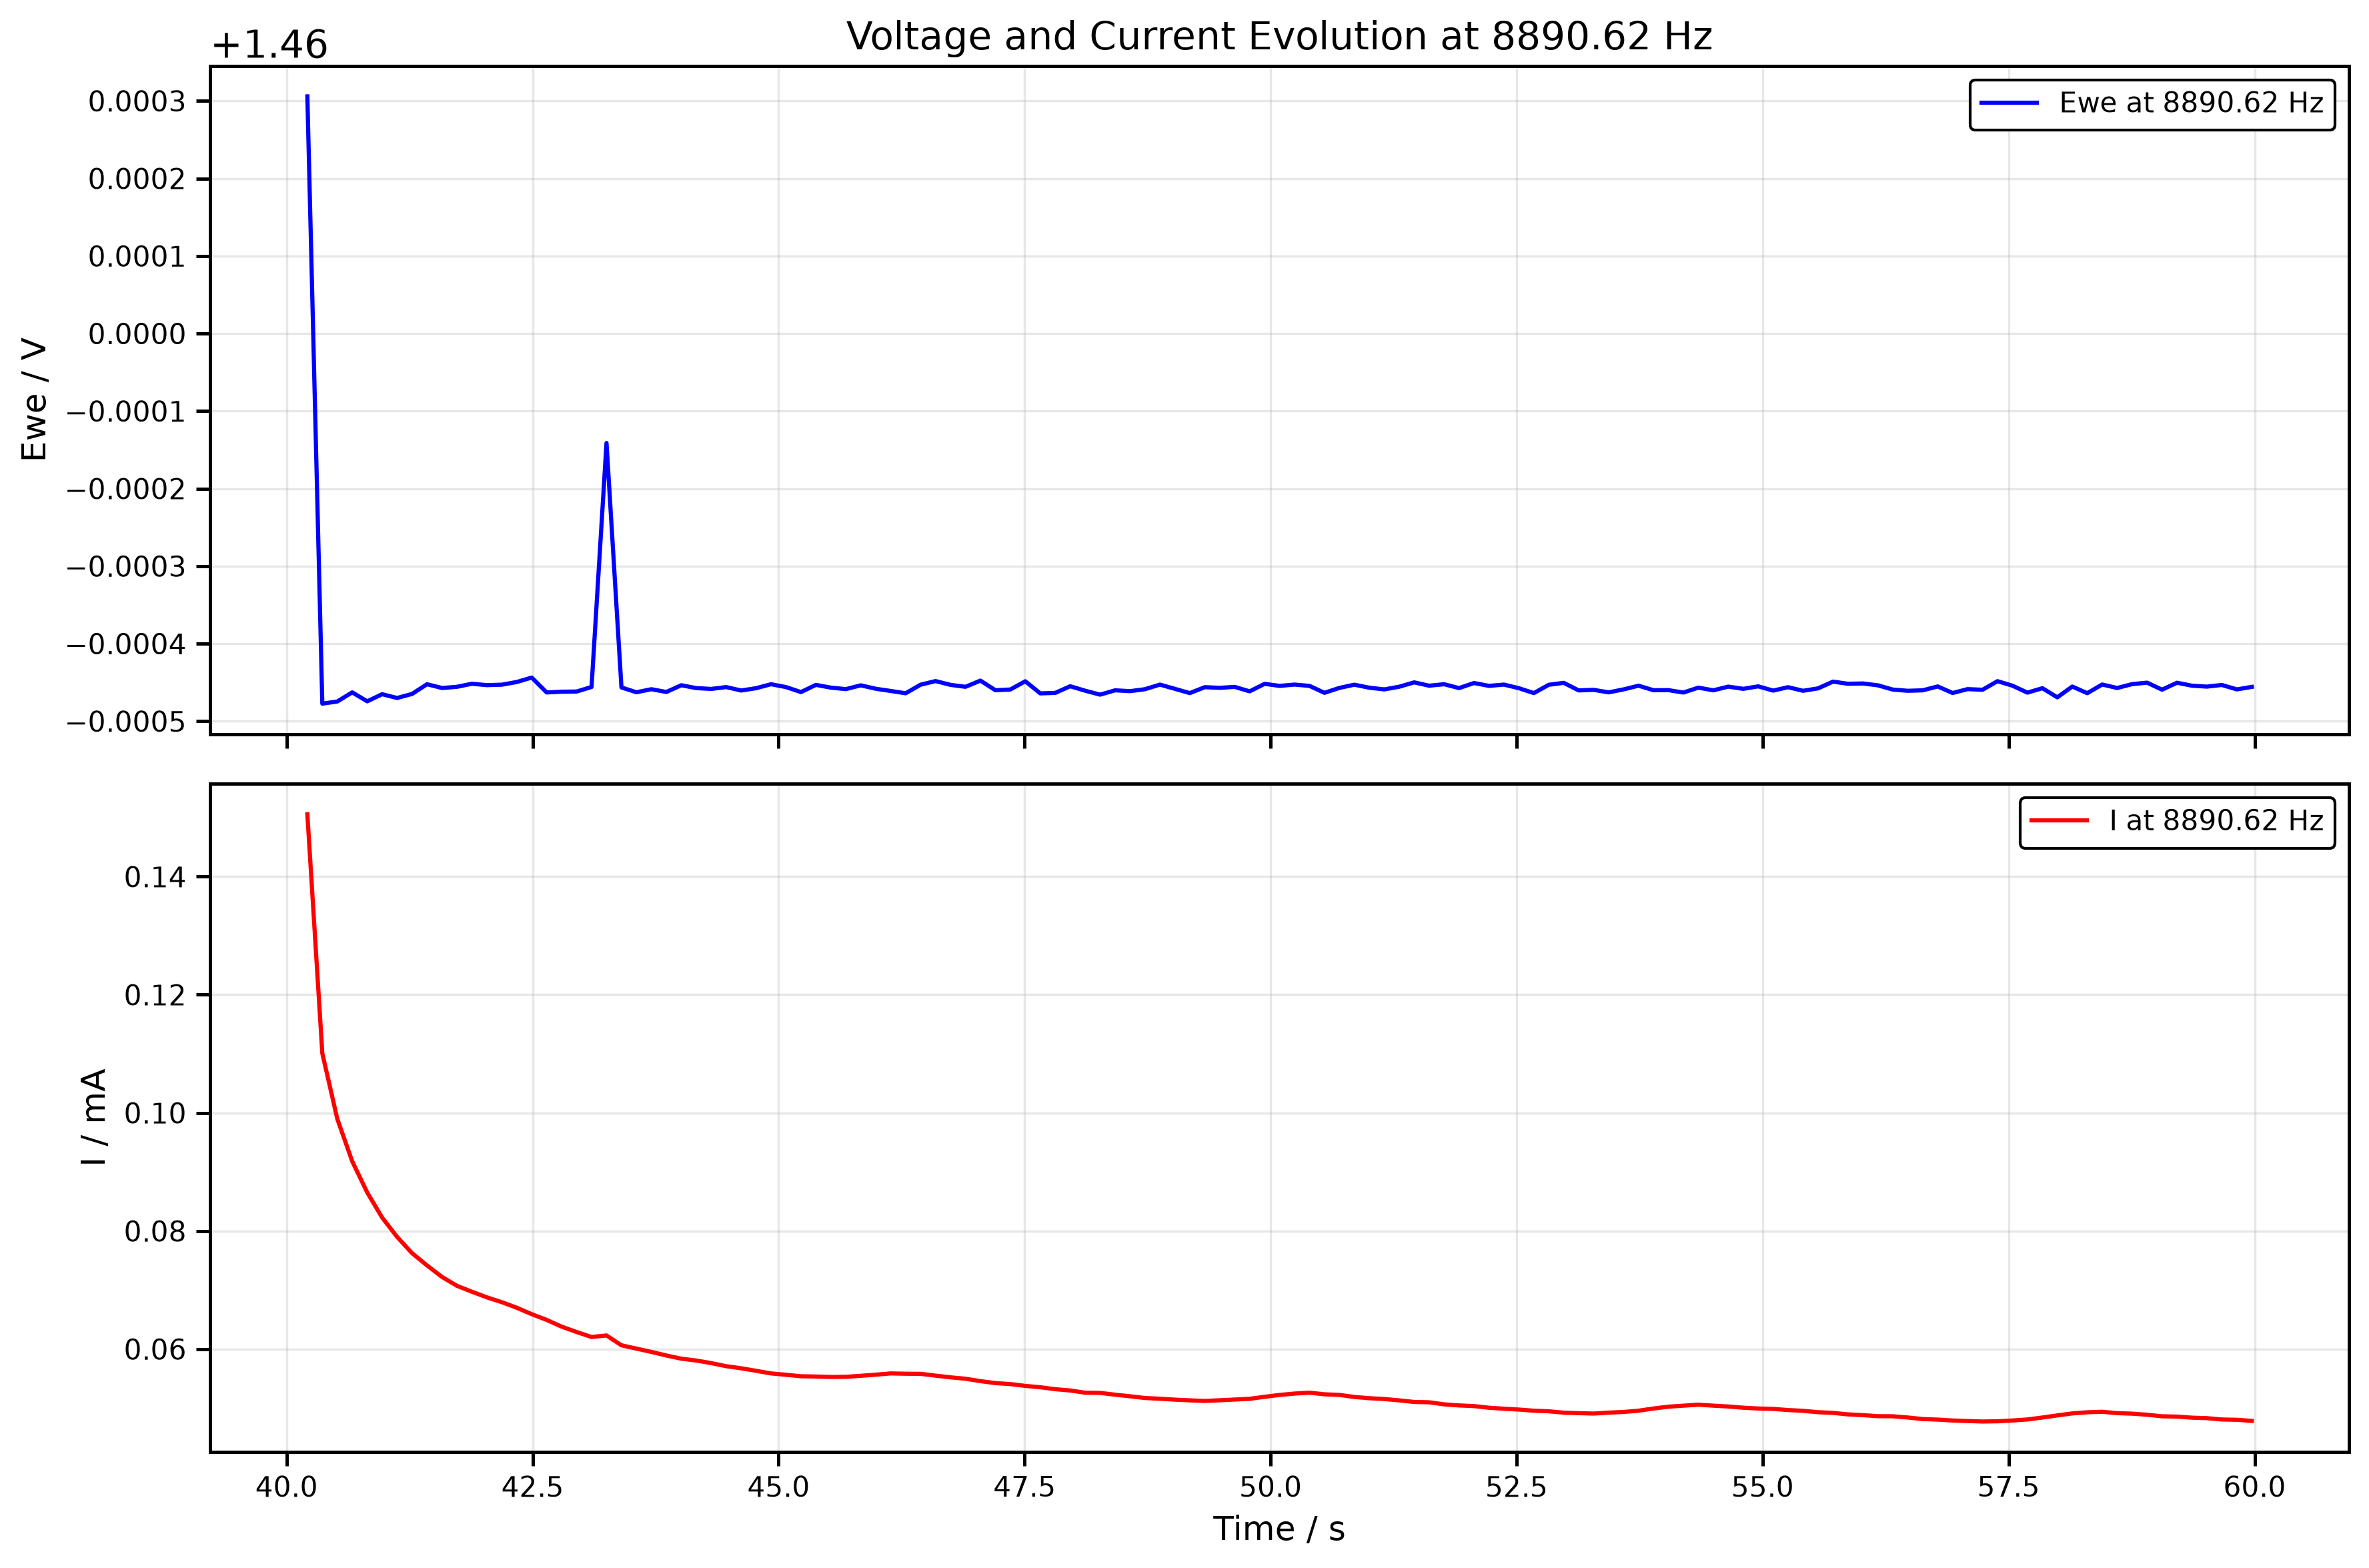 Voltage and Current Evolution at 8890.62 Hz
+1.46
Ewe at 8890.62 Hz
0.0003
0.0002
0.0001
0.0000
−0.0001
−0.0002
−0.0003
−0.0004
−0.0005
Ewe / V
I at 8890.62 Hz
0.14
0.12
0.10
0.08
0.06
I / mA
40.0 42.5 45.0 47.5 50.0 52.5 55.0 57.5 60.0
Time / s